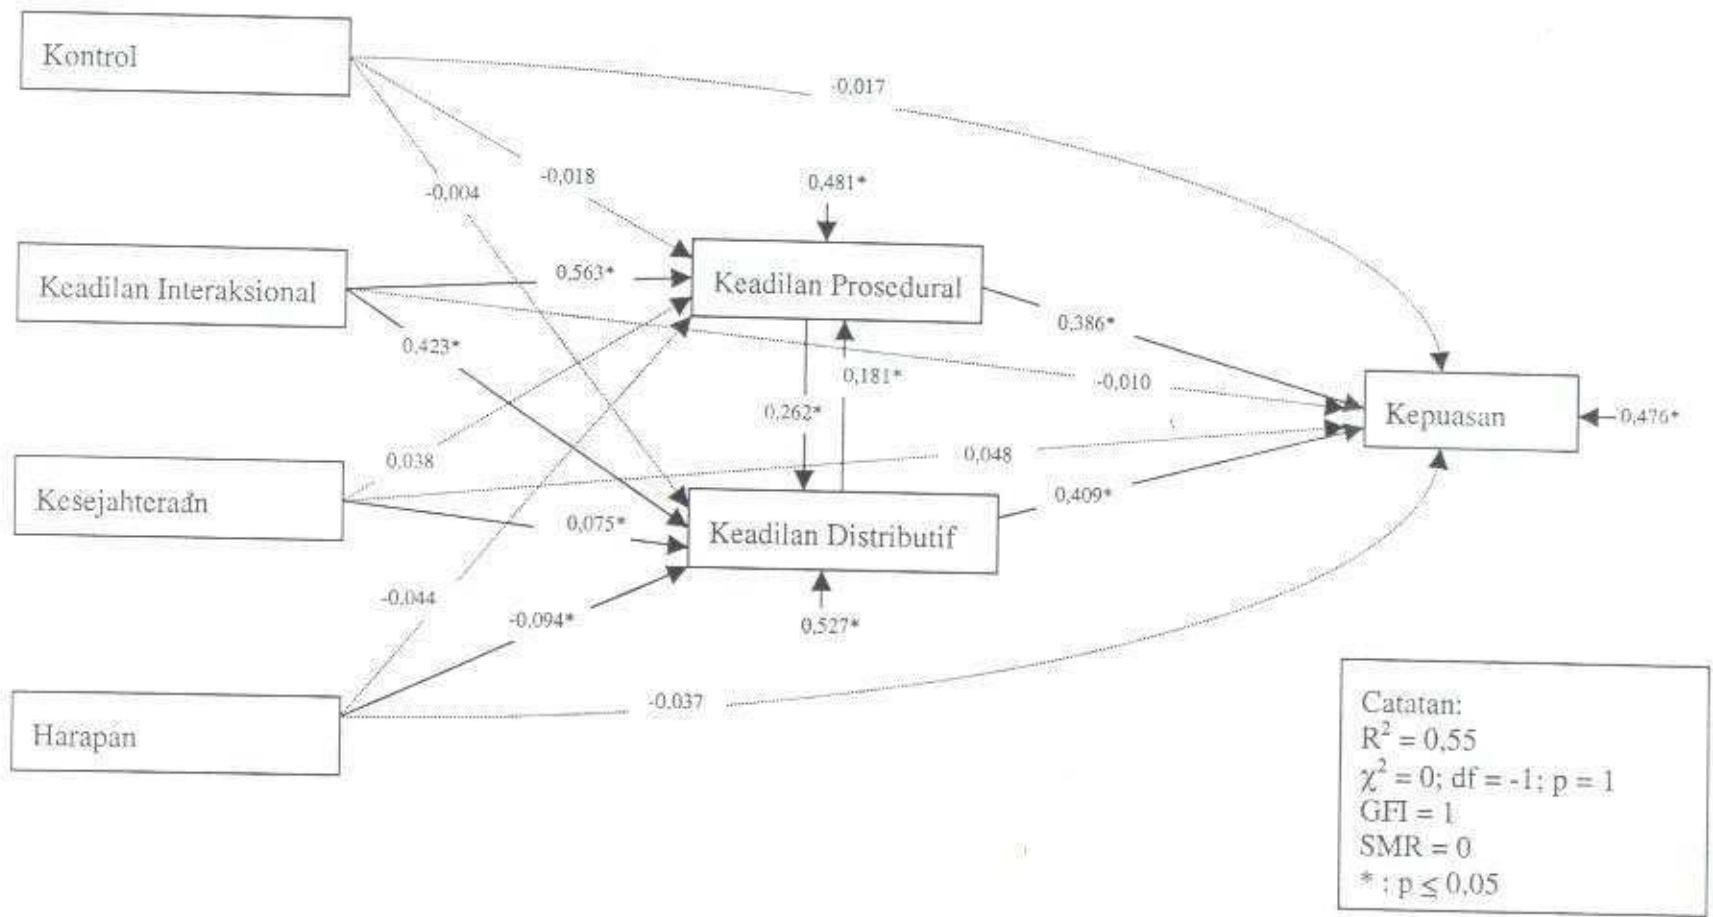 Kontrol
-0,017
-0,018
-0,004
0,481*
Keadilan Interaksional
0,563*
Keadilan Prosedural
0,386*
0,423*
0,181*
-0,010
0,262*
Kepuasan
0,476*
0,038
0,048
Kesejahteraan
0,075*
0,409*
Keadilan Distributif
-0,044
-0,094*
0,527*
-0,037
Harapan
Catatan:
R² = 0,55
χ² = 0; df = -1; p = 1
GFI = 1
SMR = 0
* ; p ≤ 0,05